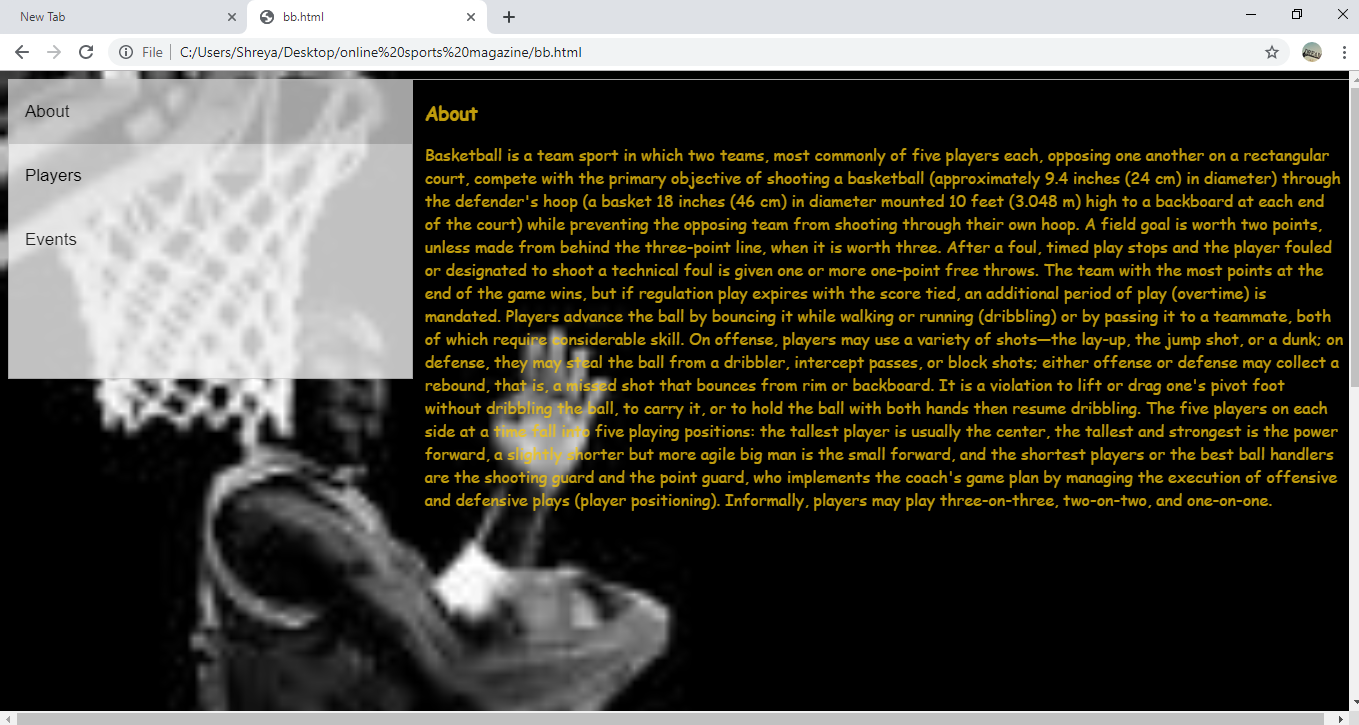 New Tab
bb.html
File
C:/Users/Shreya/Desktop/online%20sports%20magazine/bb.html
About
Players
Events
About
Basketball is a team sport in which two teams, most commonly of five players each, opposing one another on a rectangular
court, compete with the primary objective of shooting a basketball (approximately 9.4 inches (24 cm) in diameter) through
the defender's hoop (a basket 18 inches (46 cm) in diameter mounted 10 feet (3.048 m) high to a backboard at each end
of the court) while preventing the opposing team from shooting through their own hoop. A field goal is worth two points,
unless made from behind the three-point line, when it is worth three. After a foul, timed play stops and the player fouled
or designated to shoot a technical foul is given one or more one-point free throws. The team with the most points at the
end of the game wins, but if regulation play expires with the score tied, an additional period of play (overtime) is
mandated. Players advance the ball by bouncing it while walking or running (dribbling) or by passing it to a teammate, both
of which require considerable skill. On offense, players may use a variety of shots—the lay-up, the jump shot, or a dunk; on
defense, they may steal the ball from a dribbler, intercept passes, or block shots; either offense or defense may collect a
rebound, that is, a missed shot that bounces from rim or backboard. It is a violation to lift or drag one's pivot foot
without dribbling the ball, to carry it, or to hold the ball with both hands then resume dribbling. The five players on each
side at a time fall into five playing positions: the tallest player is usually the center, the tallest and strongest is the power
forward, a slightly shorter but more agile big man is the small forward, and the shortest players or the best ball handlers
are the shooting guard and the point guard, who implements the coach's game plan by managing the execution of offensive
and defensive plays (player positioning). Informally, players may play three-on-three, two-on-two, and one-on-one.